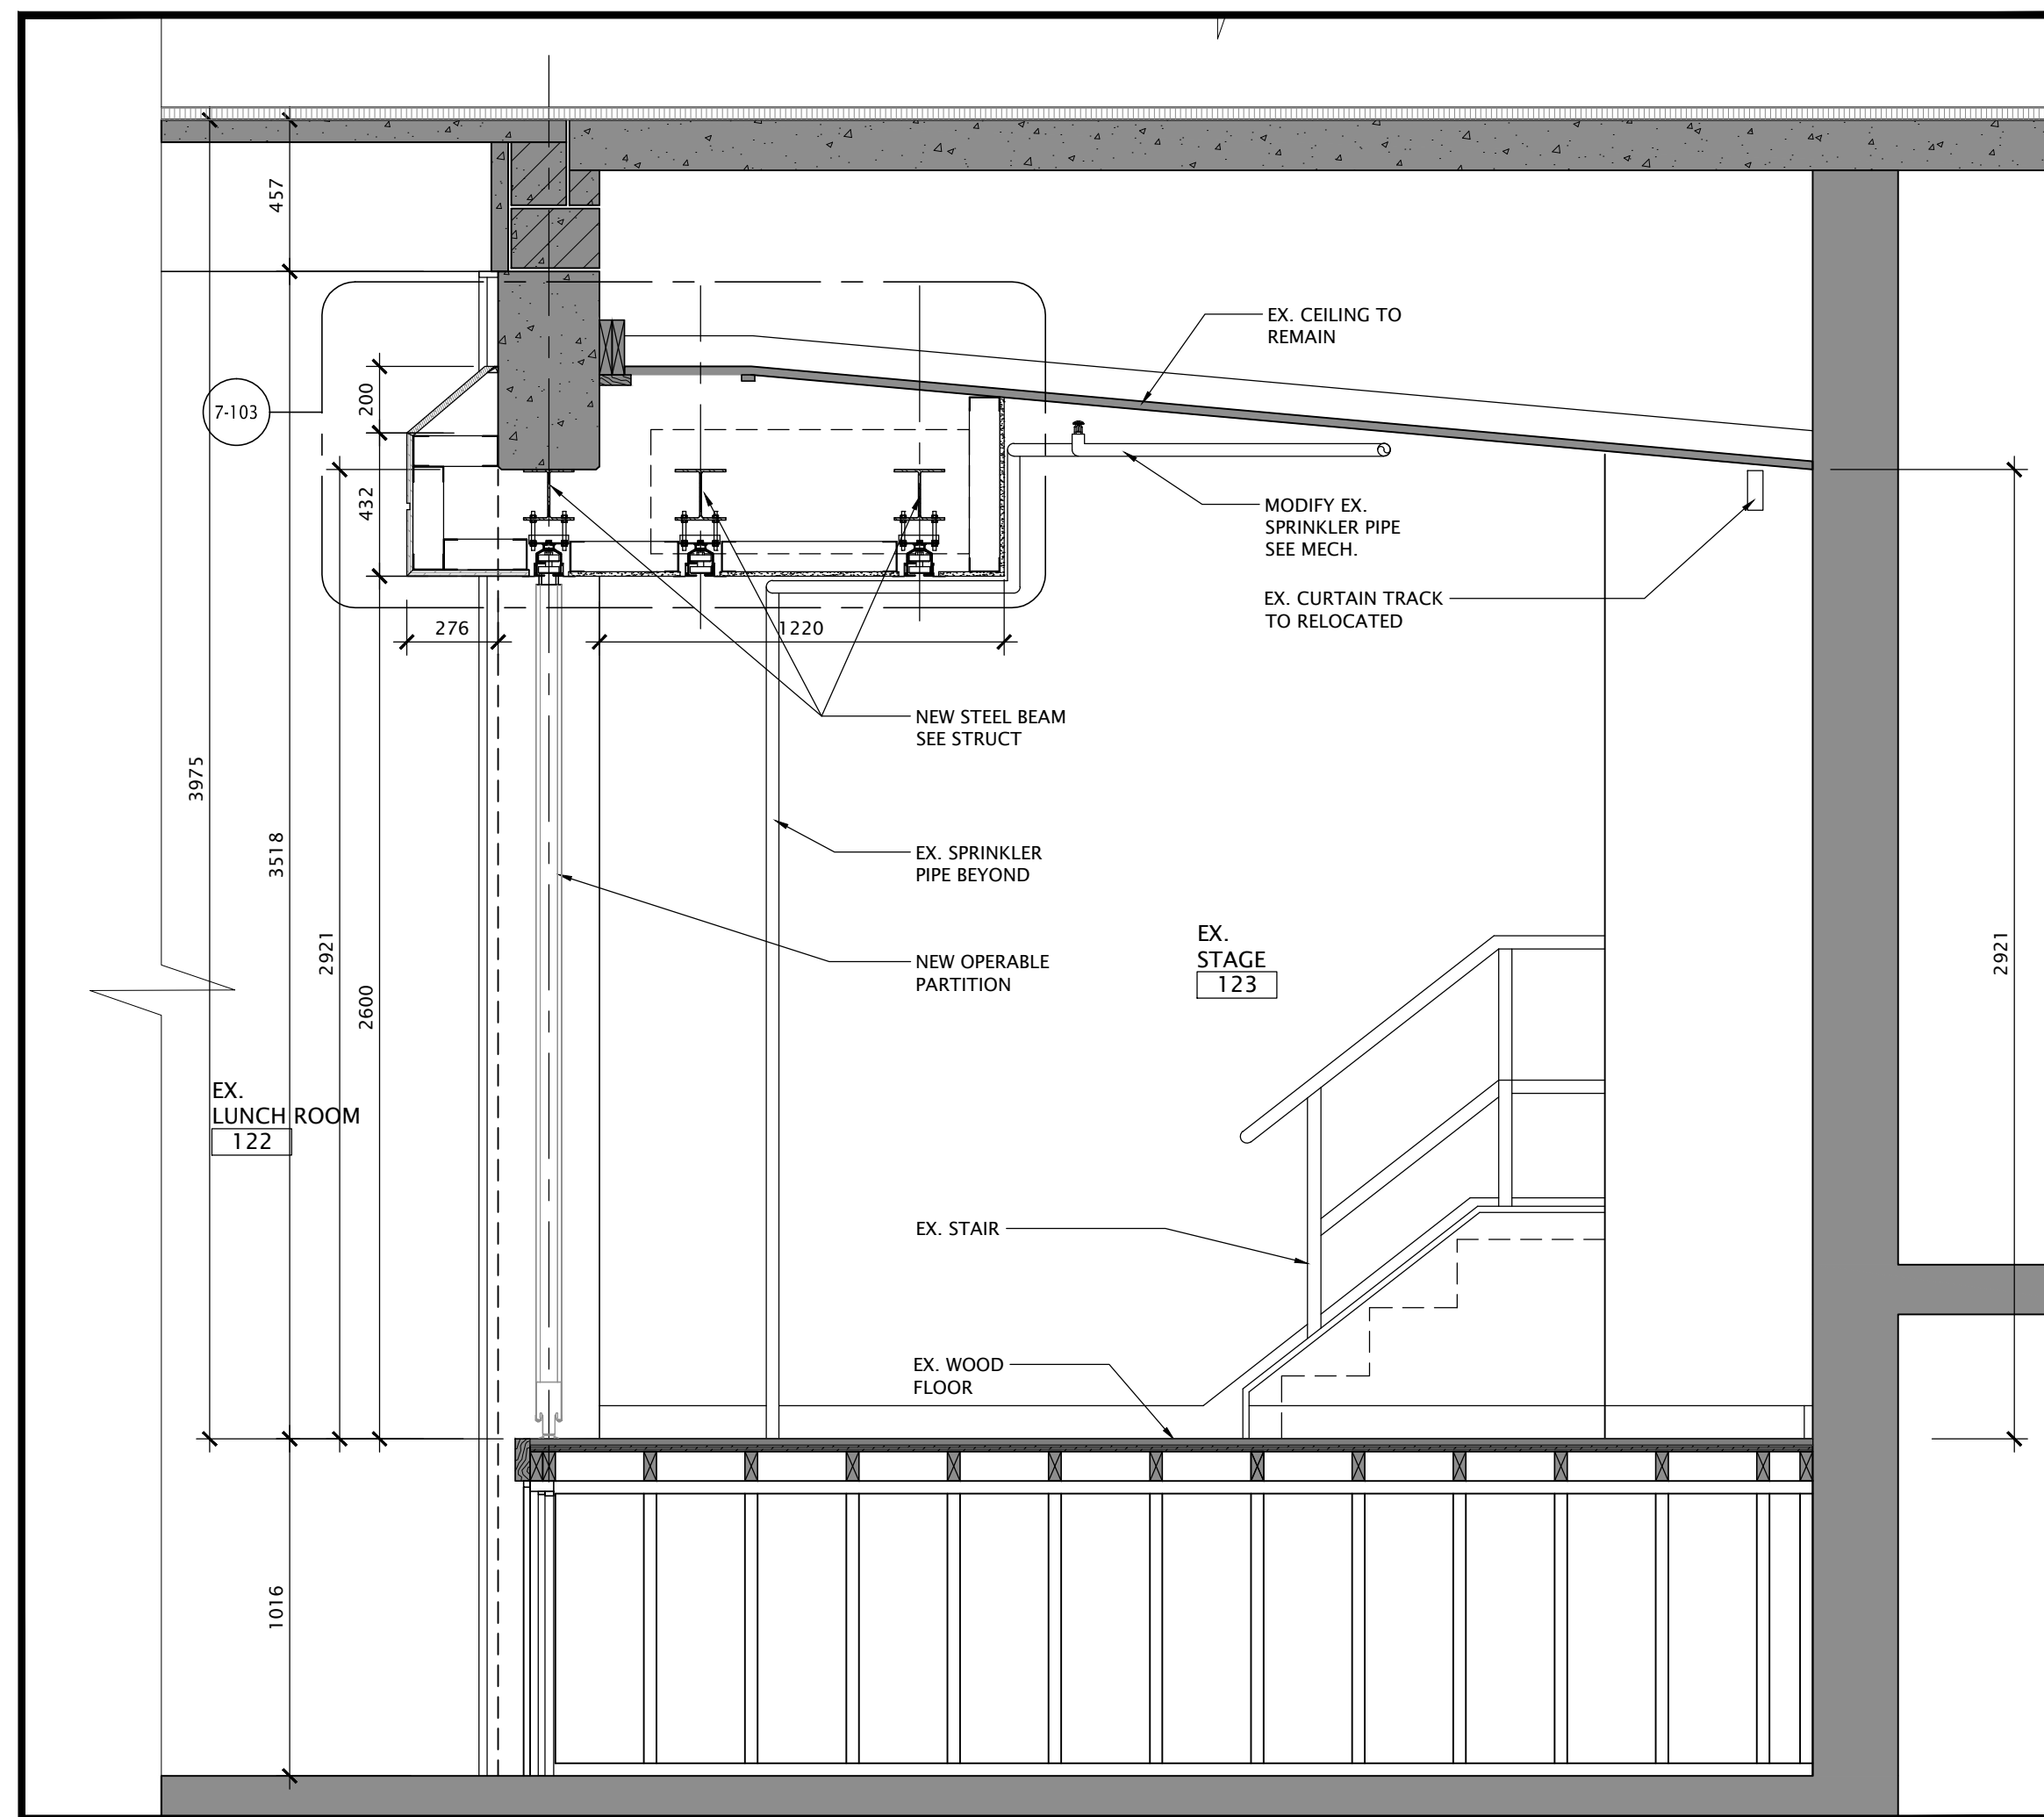 457
EX. CEILING TO
REMAIN
7-103
200
432
MODIFY EX.
SPRINKLER PIPE
SEE MECH.
EX. CURTAIN TRACK
TO RELOCATED
276
1220
NEW STEEL BEAM
SEE STRUCT
3975
3518
2921
2600
EX. SPRINKLER
PIPE BEYOND
NEW OPERABLE
PARTITION
EX.
STAGE
123
2921
EX.
LUNCH ROOM
122
EX. STAIR
EX. WOOD
FLOOR
1016